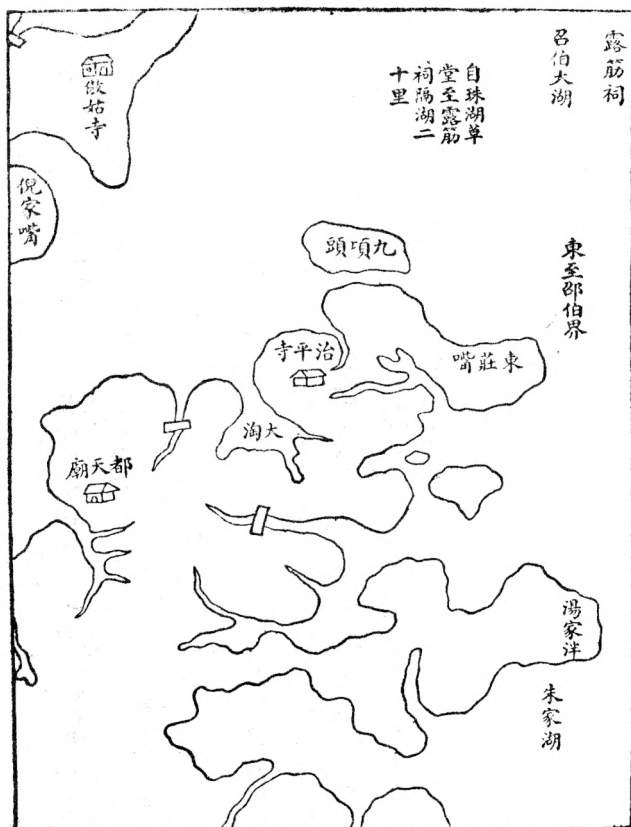 露筋祠
呂伯大湖
自珠湖草
堂至露筋
祠隔湖二
十里
東至邵伯界
九頃頭
東莊嘴
治平寺
大淘
湯家泮
朱家湖
倣姑寺
倪家嘴
都天廟